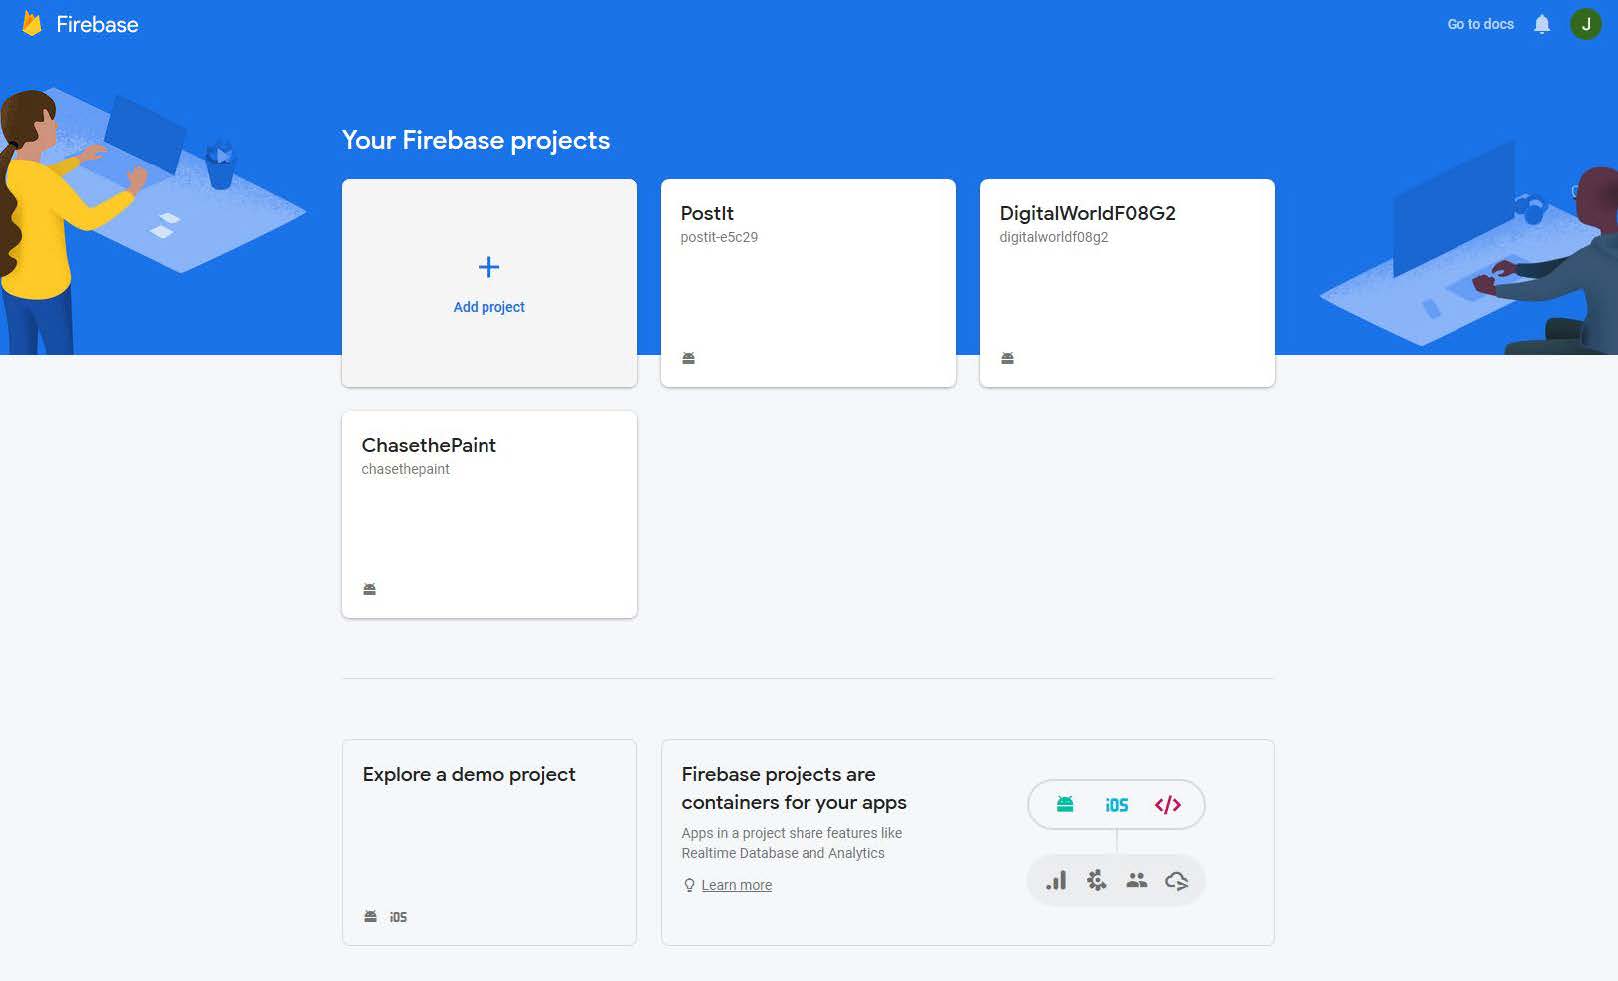 Firebase
Go to docs
J
Your Firebase projects
Add project
PostIt
postit-e5c29
DigitalWorldF08G2
digitalworldf08g2
ChasethePaint
chasethepaint
Explore a demo project
iOS
Firebase projects are
containers for your apps
Apps in a project share features like
Realtime Database and Analytics
Learn more
iOS